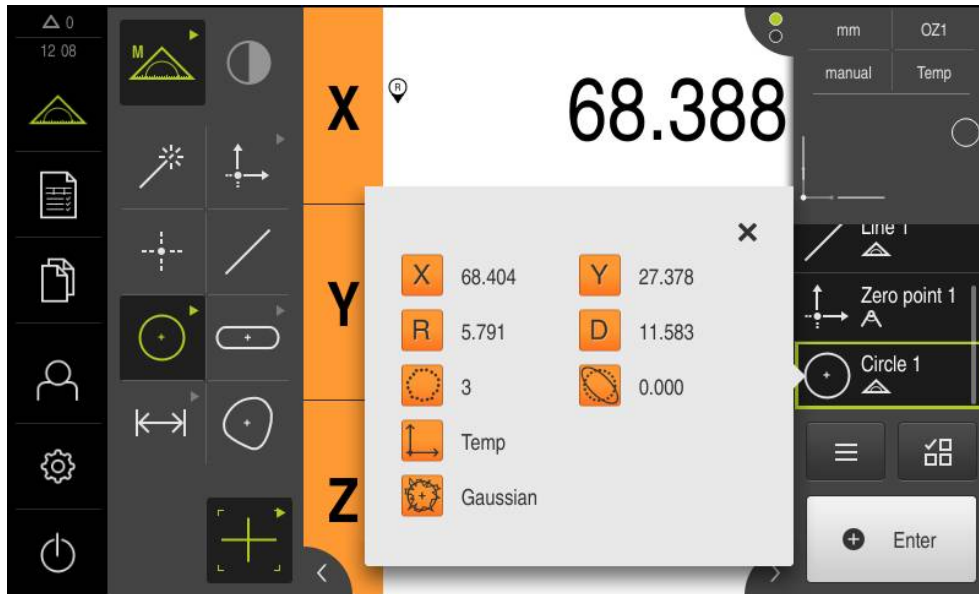 0
12 08
M
X
R
68.388
mm
OZ1
manual
Temp
Line 1
Zero point 1
Circle 1
Enter
Y
Z
X 68.404 Y 27.378
R 5.791 D 11.583
3 0.000
Temp
Gaussian